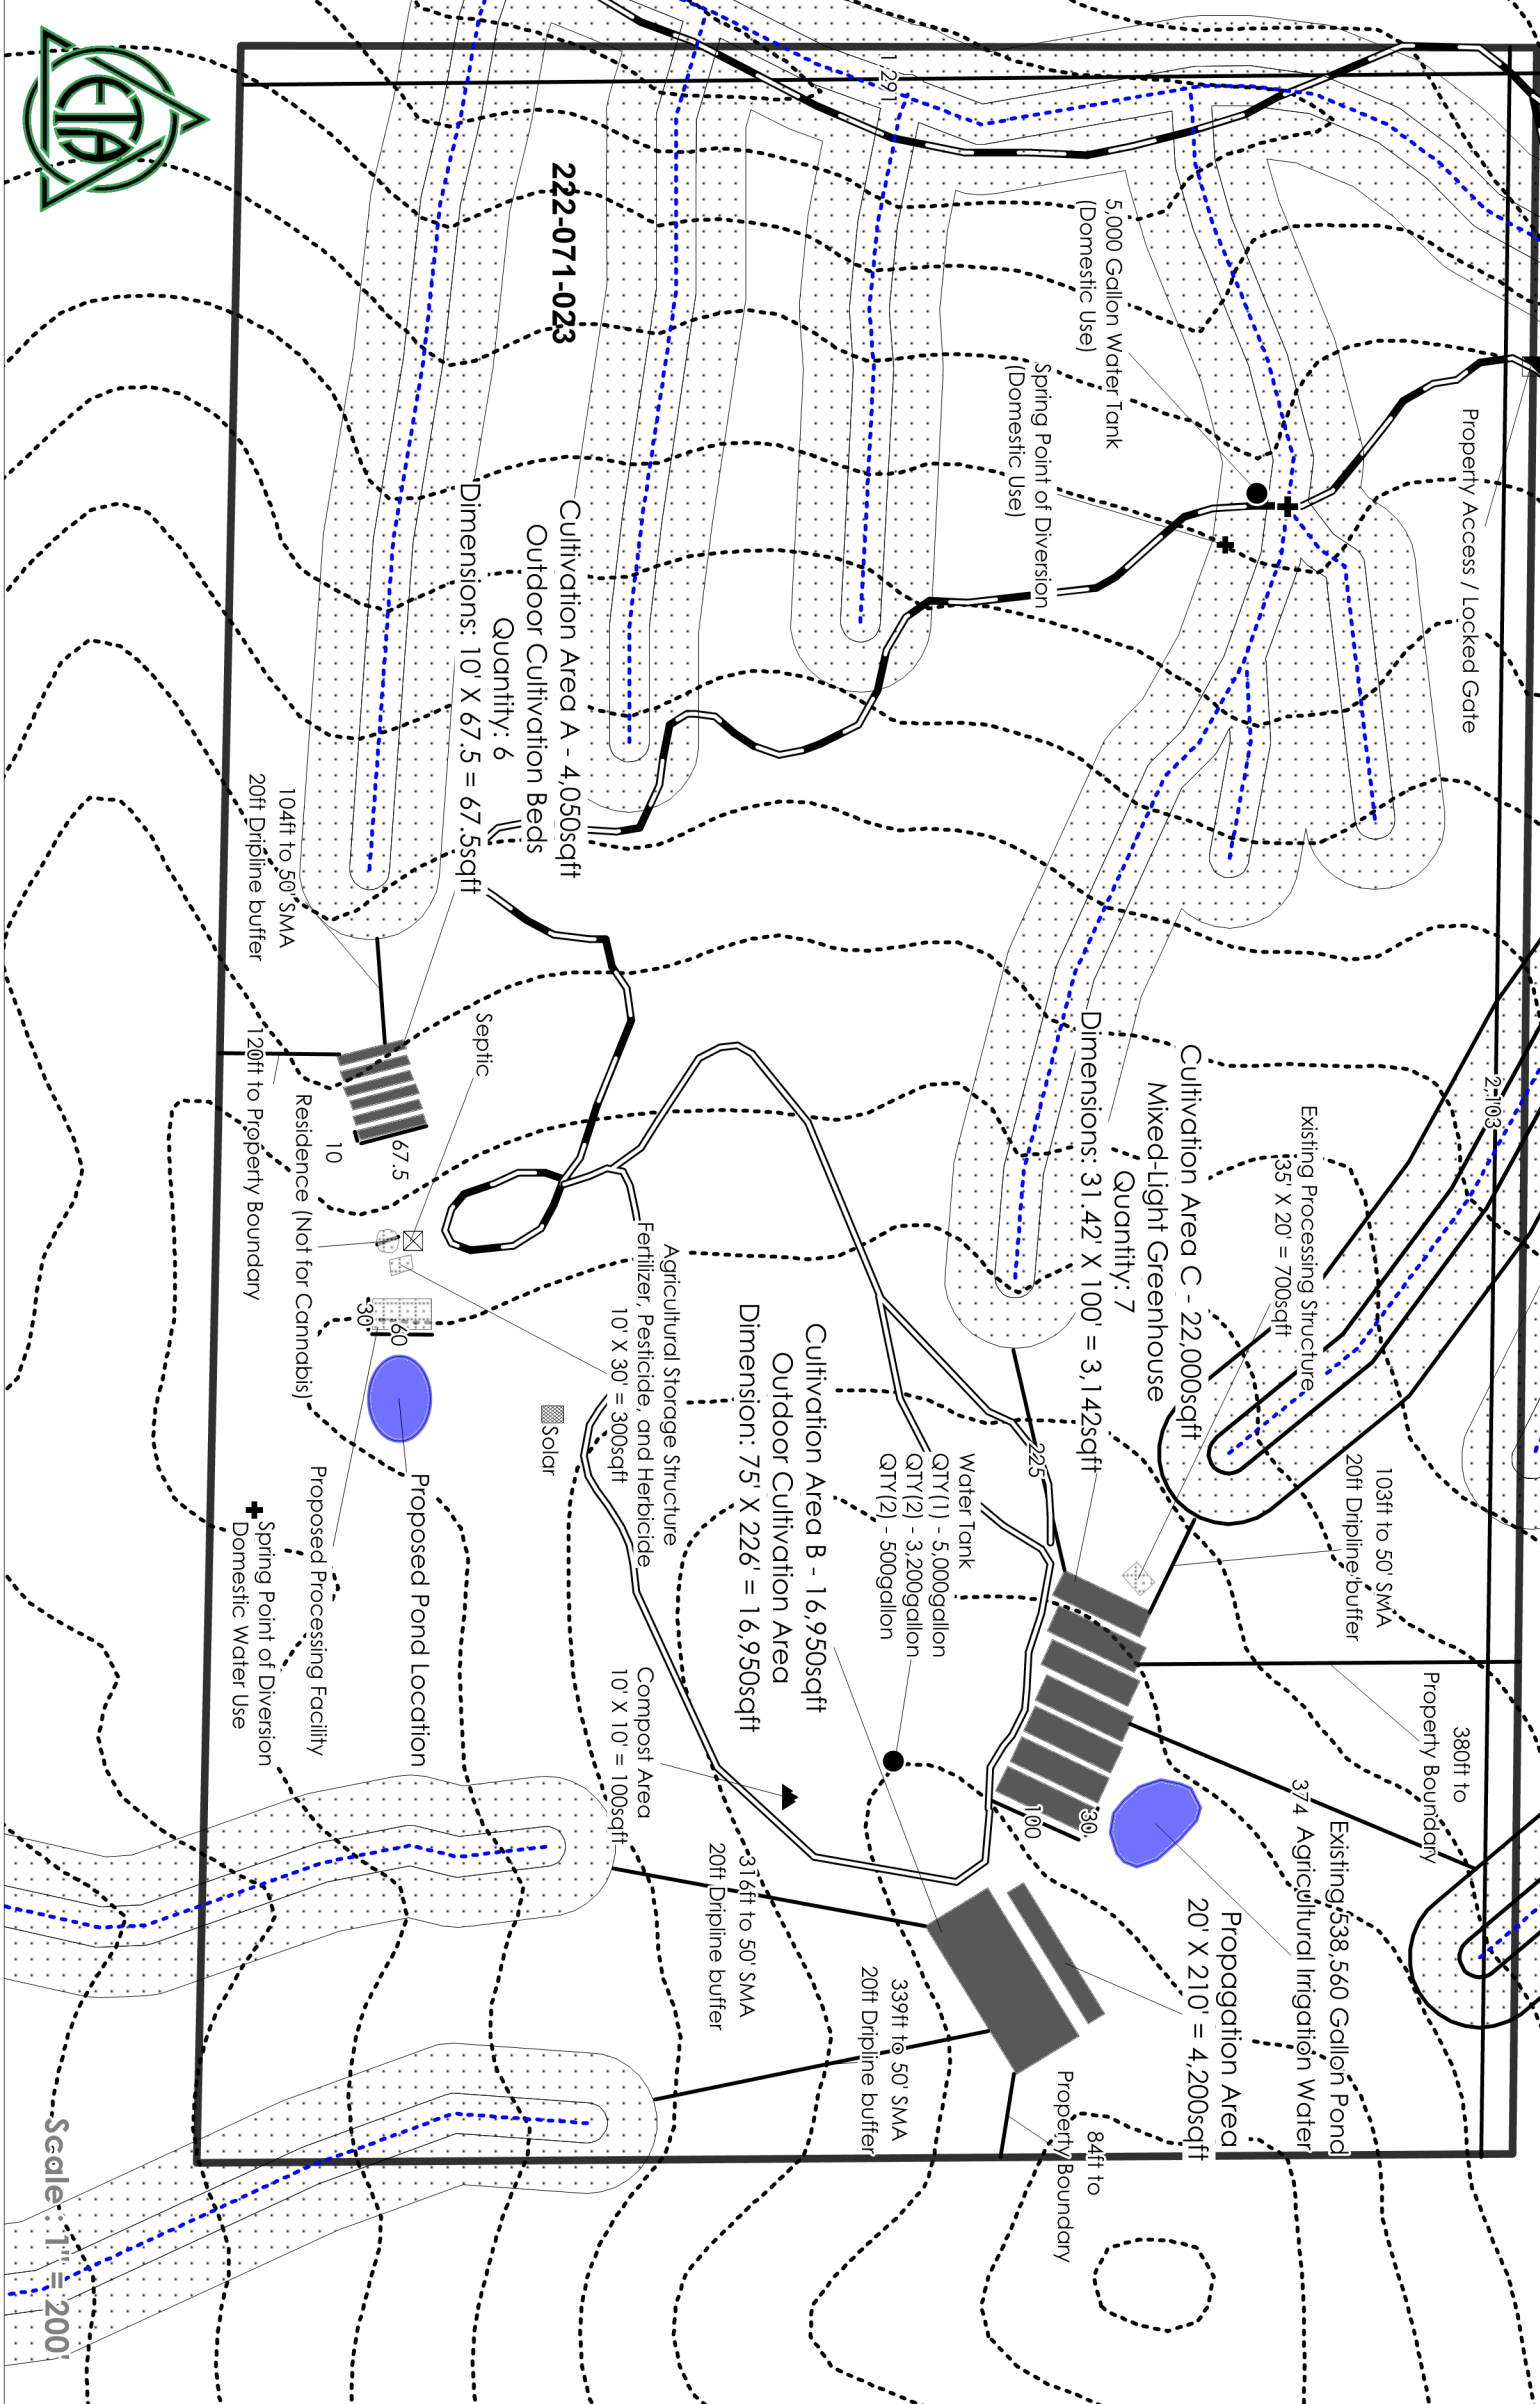 Property Access / Locked Gate
2,103
380ft to
Property Boundary
103ft to 50' SMA
20ft Dripline buffer
Existing Processing Structure
35' X 20' = 700sqft
Existing 538,560 Gallon Pond
Agricultural Irrigation Water
374
Propagation Area
20' X 210' = 4,200sqft
Cultivation Area C - 22,000sqft
Mixed-Light Greenhouse
Quantity: 7
Dimensions: 31.42' X 100' = 3,142sqft
5,000 Gallon Water Tank
(Domestic Use)
Spring Point of Diversion
(Domestic Use)
225
30
100
84ft to
Property Boundary
Water Tank
QTY(1) - 5,000gallon
QTY(2) - 3,200gallon
QTY(2) - 500gallon
339ft to 50' SMA
20ft Dripline buffer
1,291
Cultivation Area B - 16,950sqft
Outdoor Cultivation Area
Dimension: 75' X 226' = 16,950sqft
316ft to 50' SMA
20ft Dripline buffer
Agricultural Storage Structure
Fertilizer, Pesticide, and Herbicide
10' X 30' = 300sqft
Compost Area
10' X 10' = 100sqft
222-071-023
Cultivation Area A - 4,050sqft
Outdoor Cultivation Beds
Quantity: 6
Dimensions: 10' X 67.5 = 67.5sqft
Solar
Septic
Proposed Pond Location
67.5
10
60
30'
Residence (Not for Cannabis)
Proposed Processing Facility
104ft to 50' SMA
20ft Dripline buffer
120ft to Property Boundary
Spring Point of Diversion
Domestic Water Use
ETA
Scale: 1" = 200'